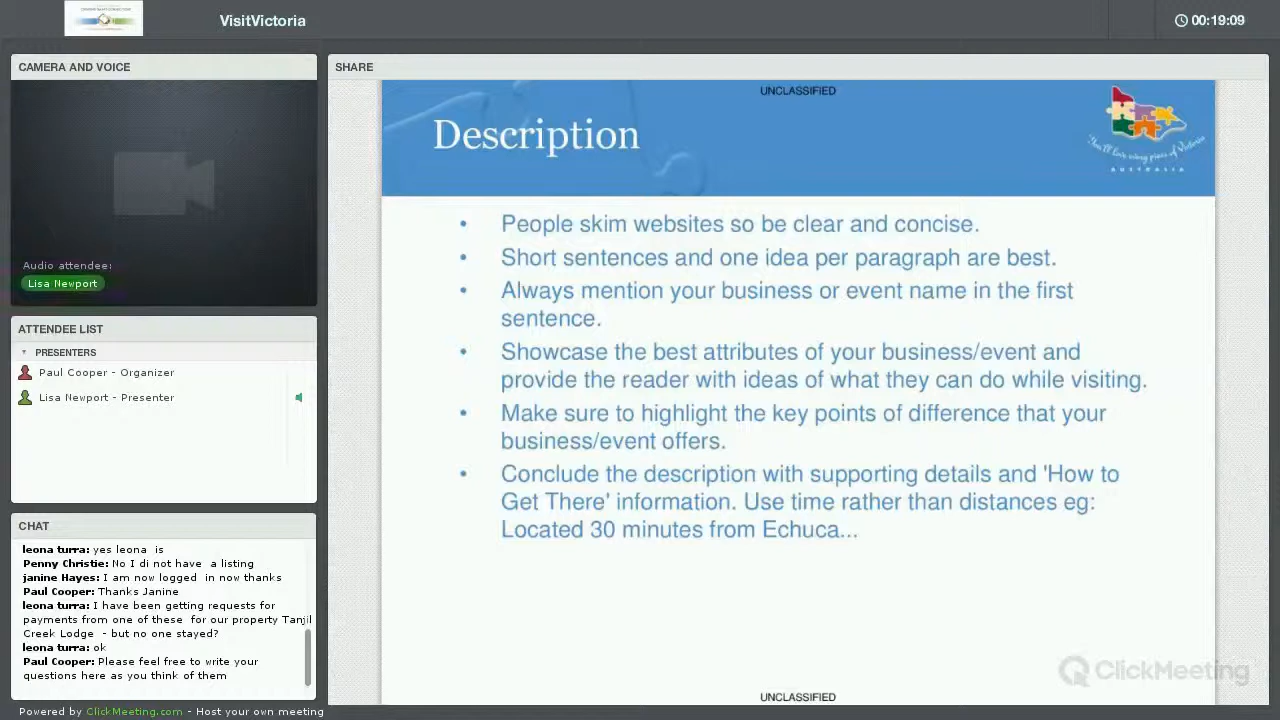 VisitVictoria
00:19:09
CAMERA AND VOICE
Audio attendee:
Lisa Newport
ATTENDEE LIST
PRESENTERS
Paul Cooper - Organizer
Lisa Newport - Presenter
CHAT
leona turra: yes leona is
Penny Christie: No I di not have a listing
janine Hayes: I am now logged in now thanks
Paul Cooper: Thanks Janine
leona turra: I have been getting requests for
payments from one of these for our property Tanjil
Creek Lodge - but no one stayed?
leona turra: ok
Paul Cooper: Please feel free to write your
questions here as you think of them
Powered by ClickMeeting.com - Host your own meeting
SHARE
UNCLASSIFIED
Description
You'll love every piece of Victoria
AUSTRALIA
• People skim websites so be clear and concise.
• Short sentences and one idea per paragraph are best.
• Always mention your business or event name in the first
sentence.
• Showcase the best attributes of your business/event and
provide the reader with ideas of what they can do while visiting.
• Make sure to highlight the key points of difference that your
business/event offers.
• Conclude the description with supporting details and 'How to
Get There' information. Use time rather than distances eg:
Located 30 minutes from Echuca...
ClickMeeting
UNCLASSIFIED